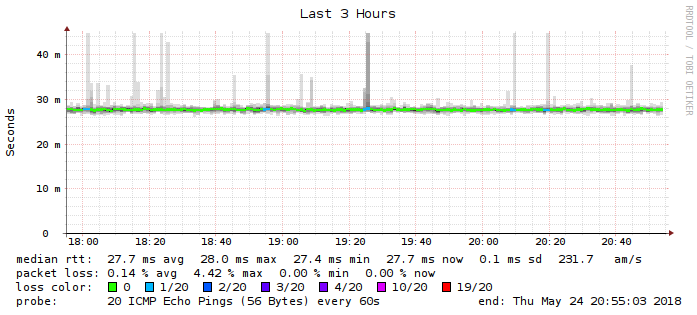 Last 3 Hours
RRDTOOL / TOBI OETIKER
Seconds
40 m
30 m
20 m
10 m
0
18:00 18:20 18:40 19:00 19:20 19:40 20:00 20:20 20:40
median rtt: 27.7 ms avg 28.0 ms max 27.4 ms min 27.7 ms now 0.1 ms sd 231.7 am/s
packet loss: 0.14 % avg 4.42 % max 0.00 % min 0.00 % now
loss color: 0 1/20 2/20 3/20 4/20 10/20 19/20
probe: 20 ICMP Echo Pings (56 Bytes) every 60s end: Thu May 24 20:55:03 2018